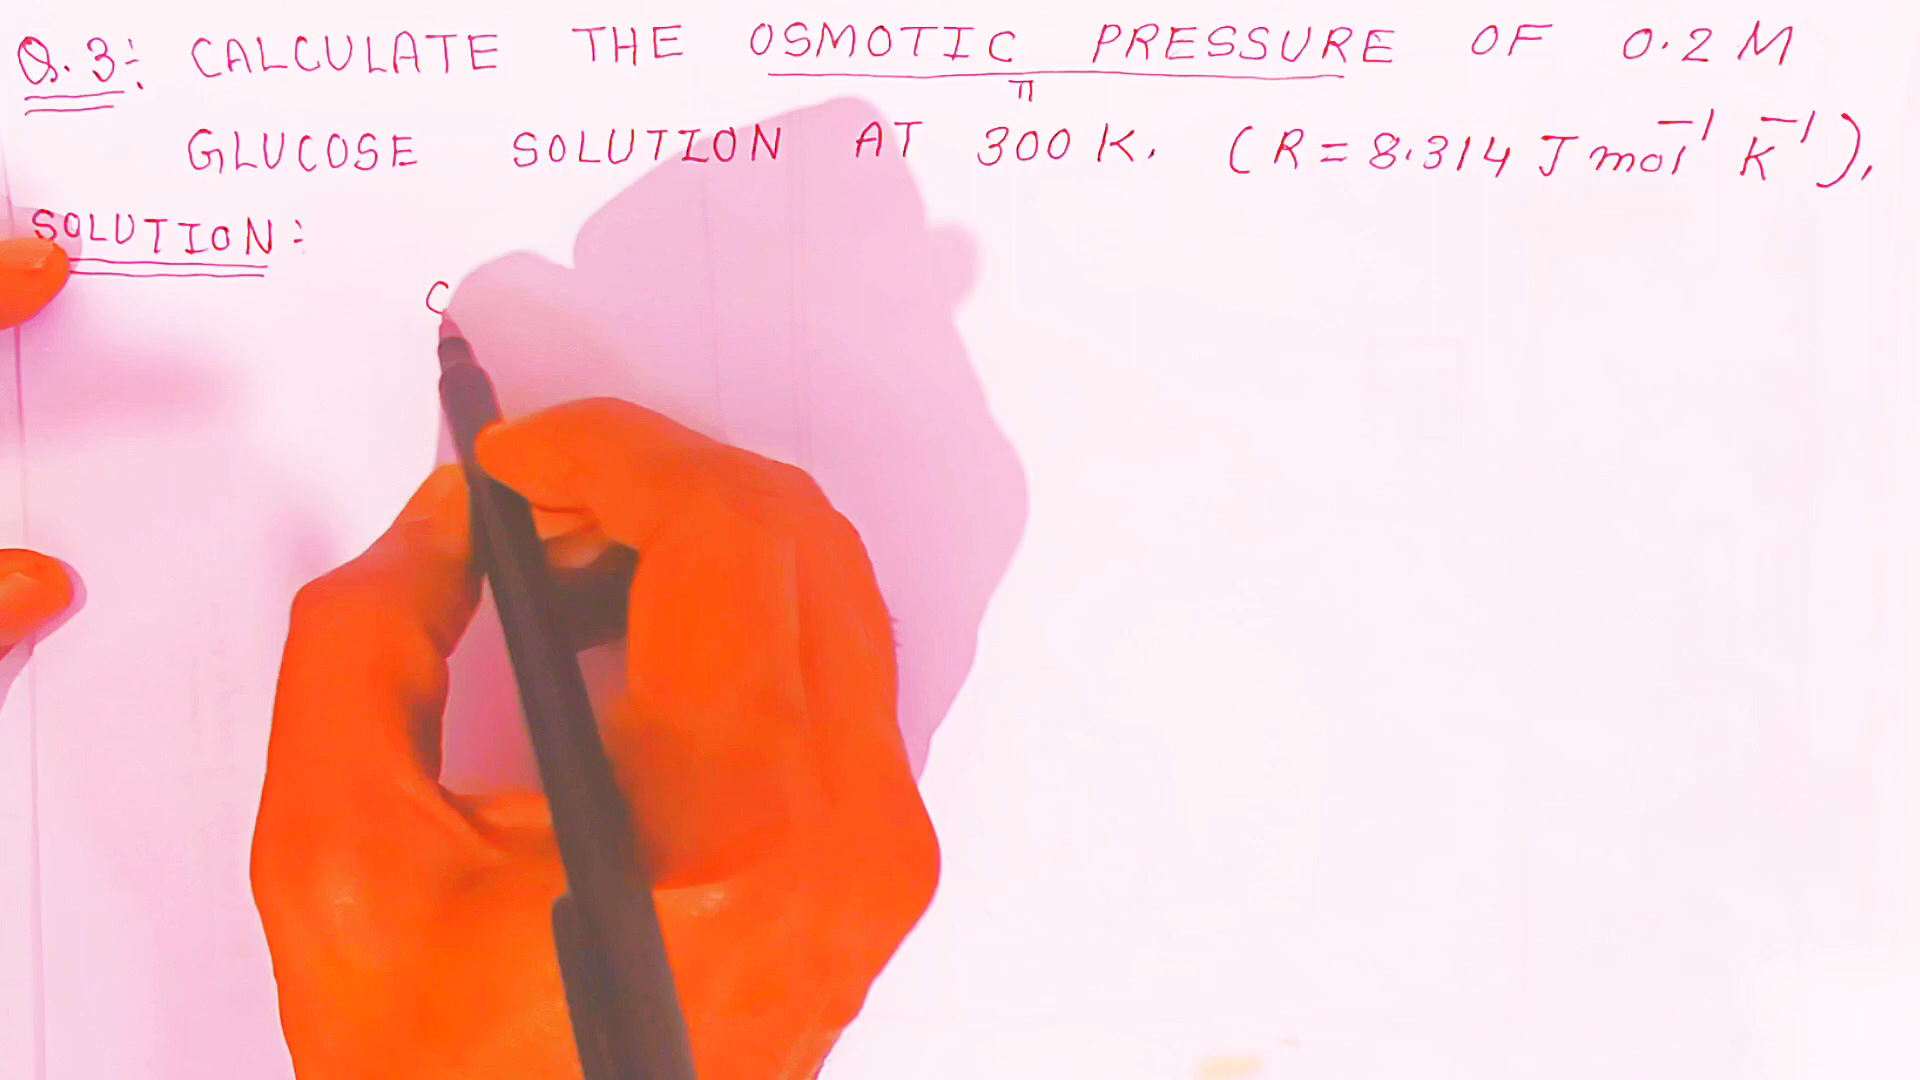 Q.3:- CALCULATE THE OSMOTIC PRESSURE OF 0.2 M
π
GLUCOSE SOLUTION AT 300 K. (R = 8.314 J mol⁻¹ K⁻¹).
SOLUTION:-
C